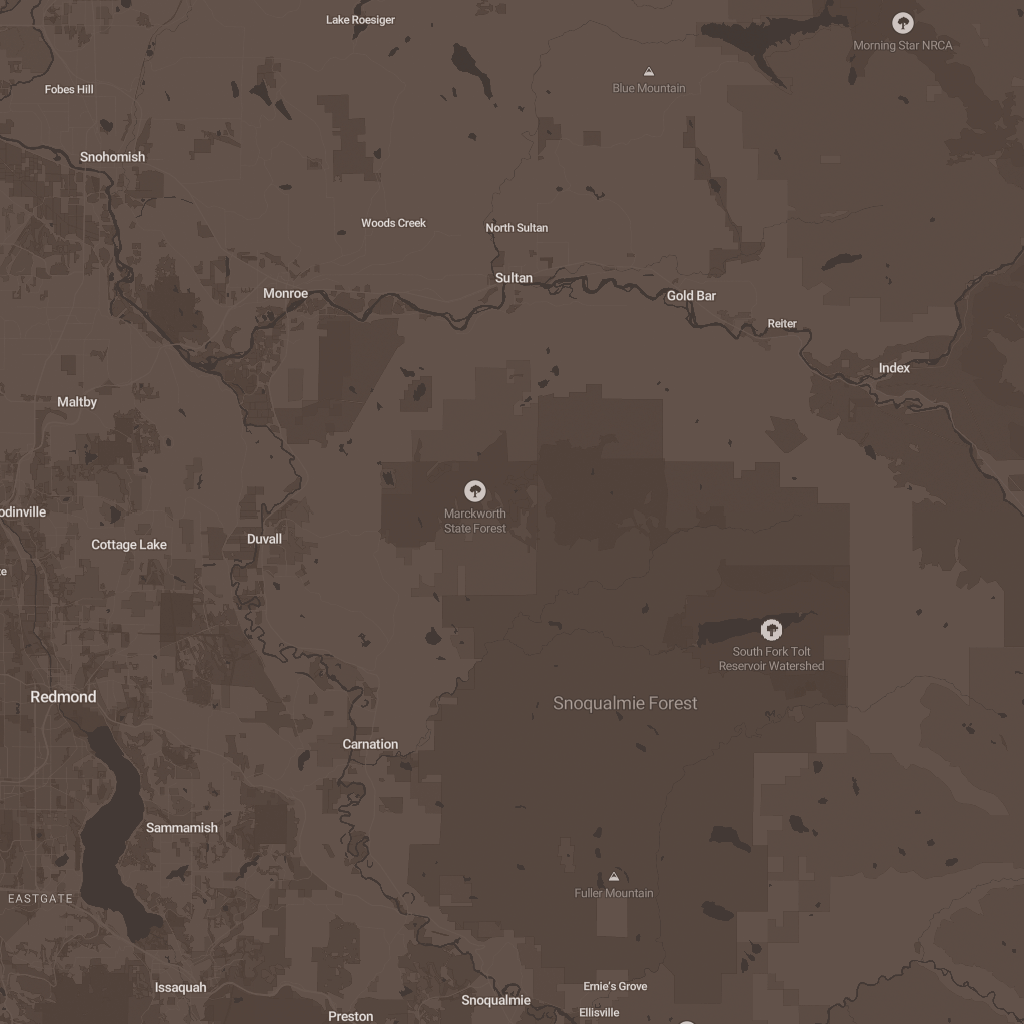 Lake Roesiger
Morning Star NRCA
Blue Mountain
Fobes Hill
Snohomish
Woods Creek
North Sultan
Sultan
Monroe
Gold Bar
Reiter
Index
Maltby
Marckworth
State Forest
odinville
Cottage Lake
Duvall
South Fork Tolt
Reservoir Watershed
Redmond
Snoqualmie Forest
Carnation
Sammamish
Fuller Mountain
EASTGATE
Issaquah
Ernie's Grove
Snoqualmie
Ellisville
Preston